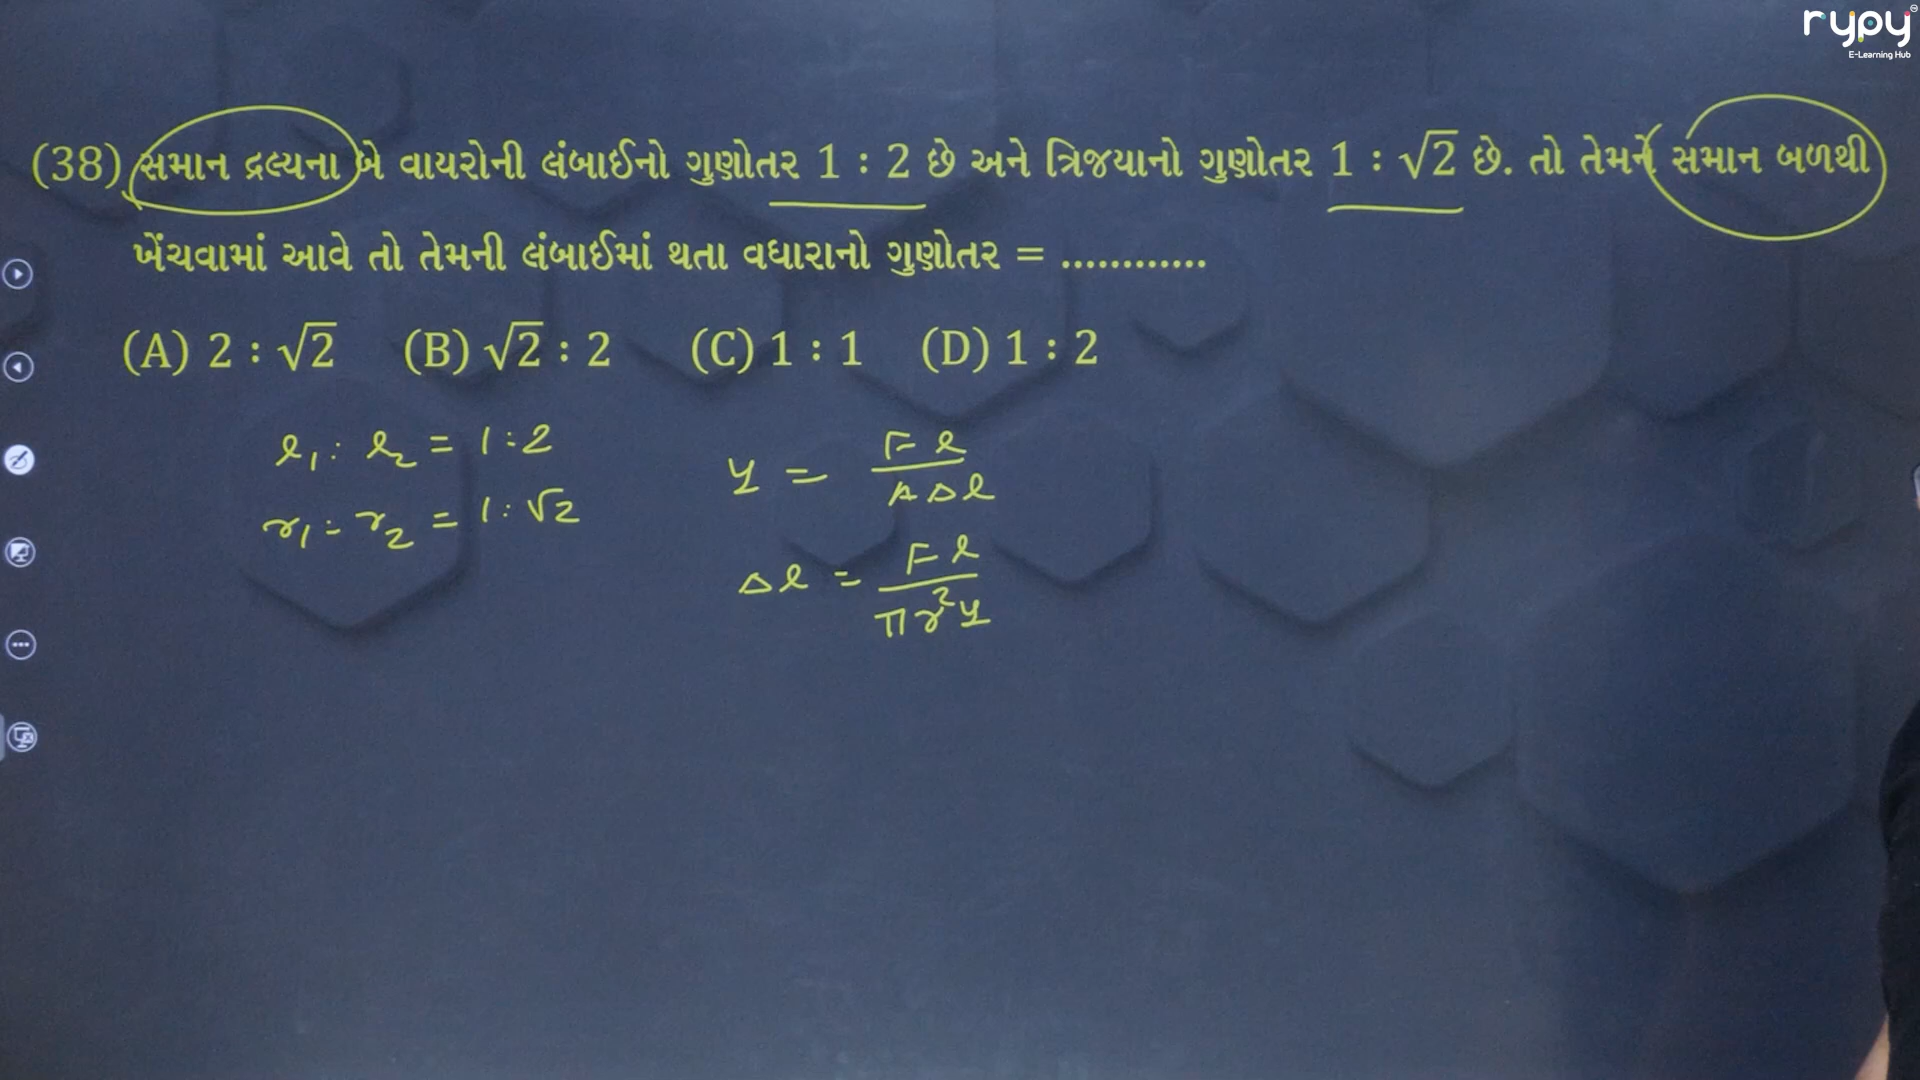 rypy
E-Learning Hub
(38) સમાન દ્રવ્યના બે વાયરોની લંબાઈનો ગુણોતર 1 : 2 છે અને ત્રિજયાનો ગુણોતર 1 : √2 છે. તો તેમને સમાન બળથી
ખેંચવામાં આવે તો તેમની લંબાઈમાં થતા વધારાનો ગુણોતર = ............
(A) 2 : √2 (B) √2 : 2 (C) 1 : 1 (D) 1 : 2
l₁ : l₂ = 1 : 2
r₁ : r₂ = 1 : √2
y = Fl / AΔl
Δl = Fl / πr²y